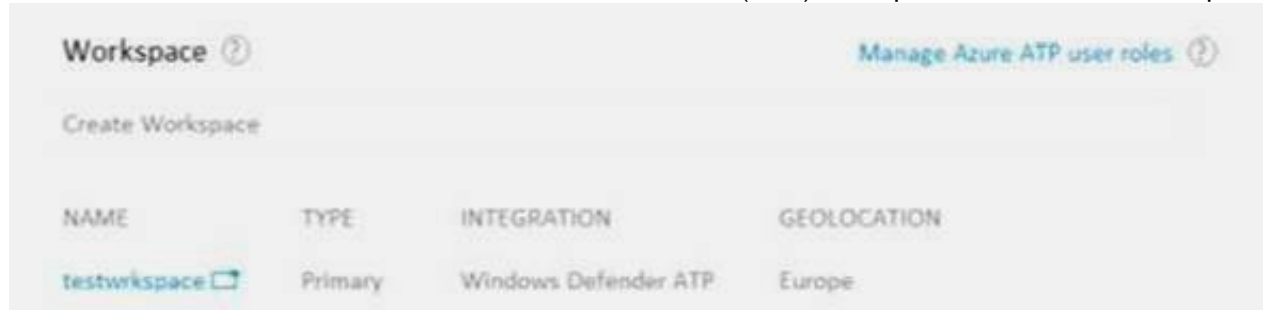 Workspace ?
Manage Azure ATP user roles ?
Create Workspace
NAME TYPE INTEGRATION GEOLOCATION
testwrkspace Primary Windows Defender ATP Europe